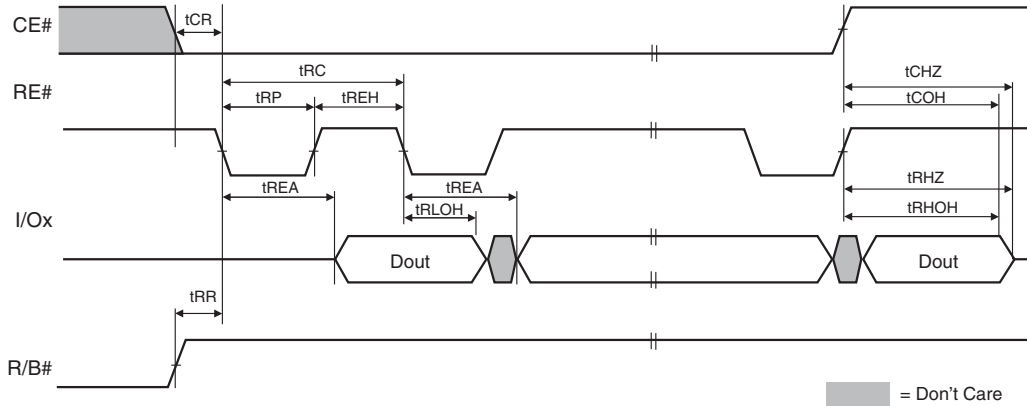 CE#
tCR
tRC
tCHZ
tCOH
RE#
tRP
tREH
tREA
tREA
tRHZ
tRLOH
tRHOH
I/Ox
Dout
Dout
tRR
R/B#
= Don't Care